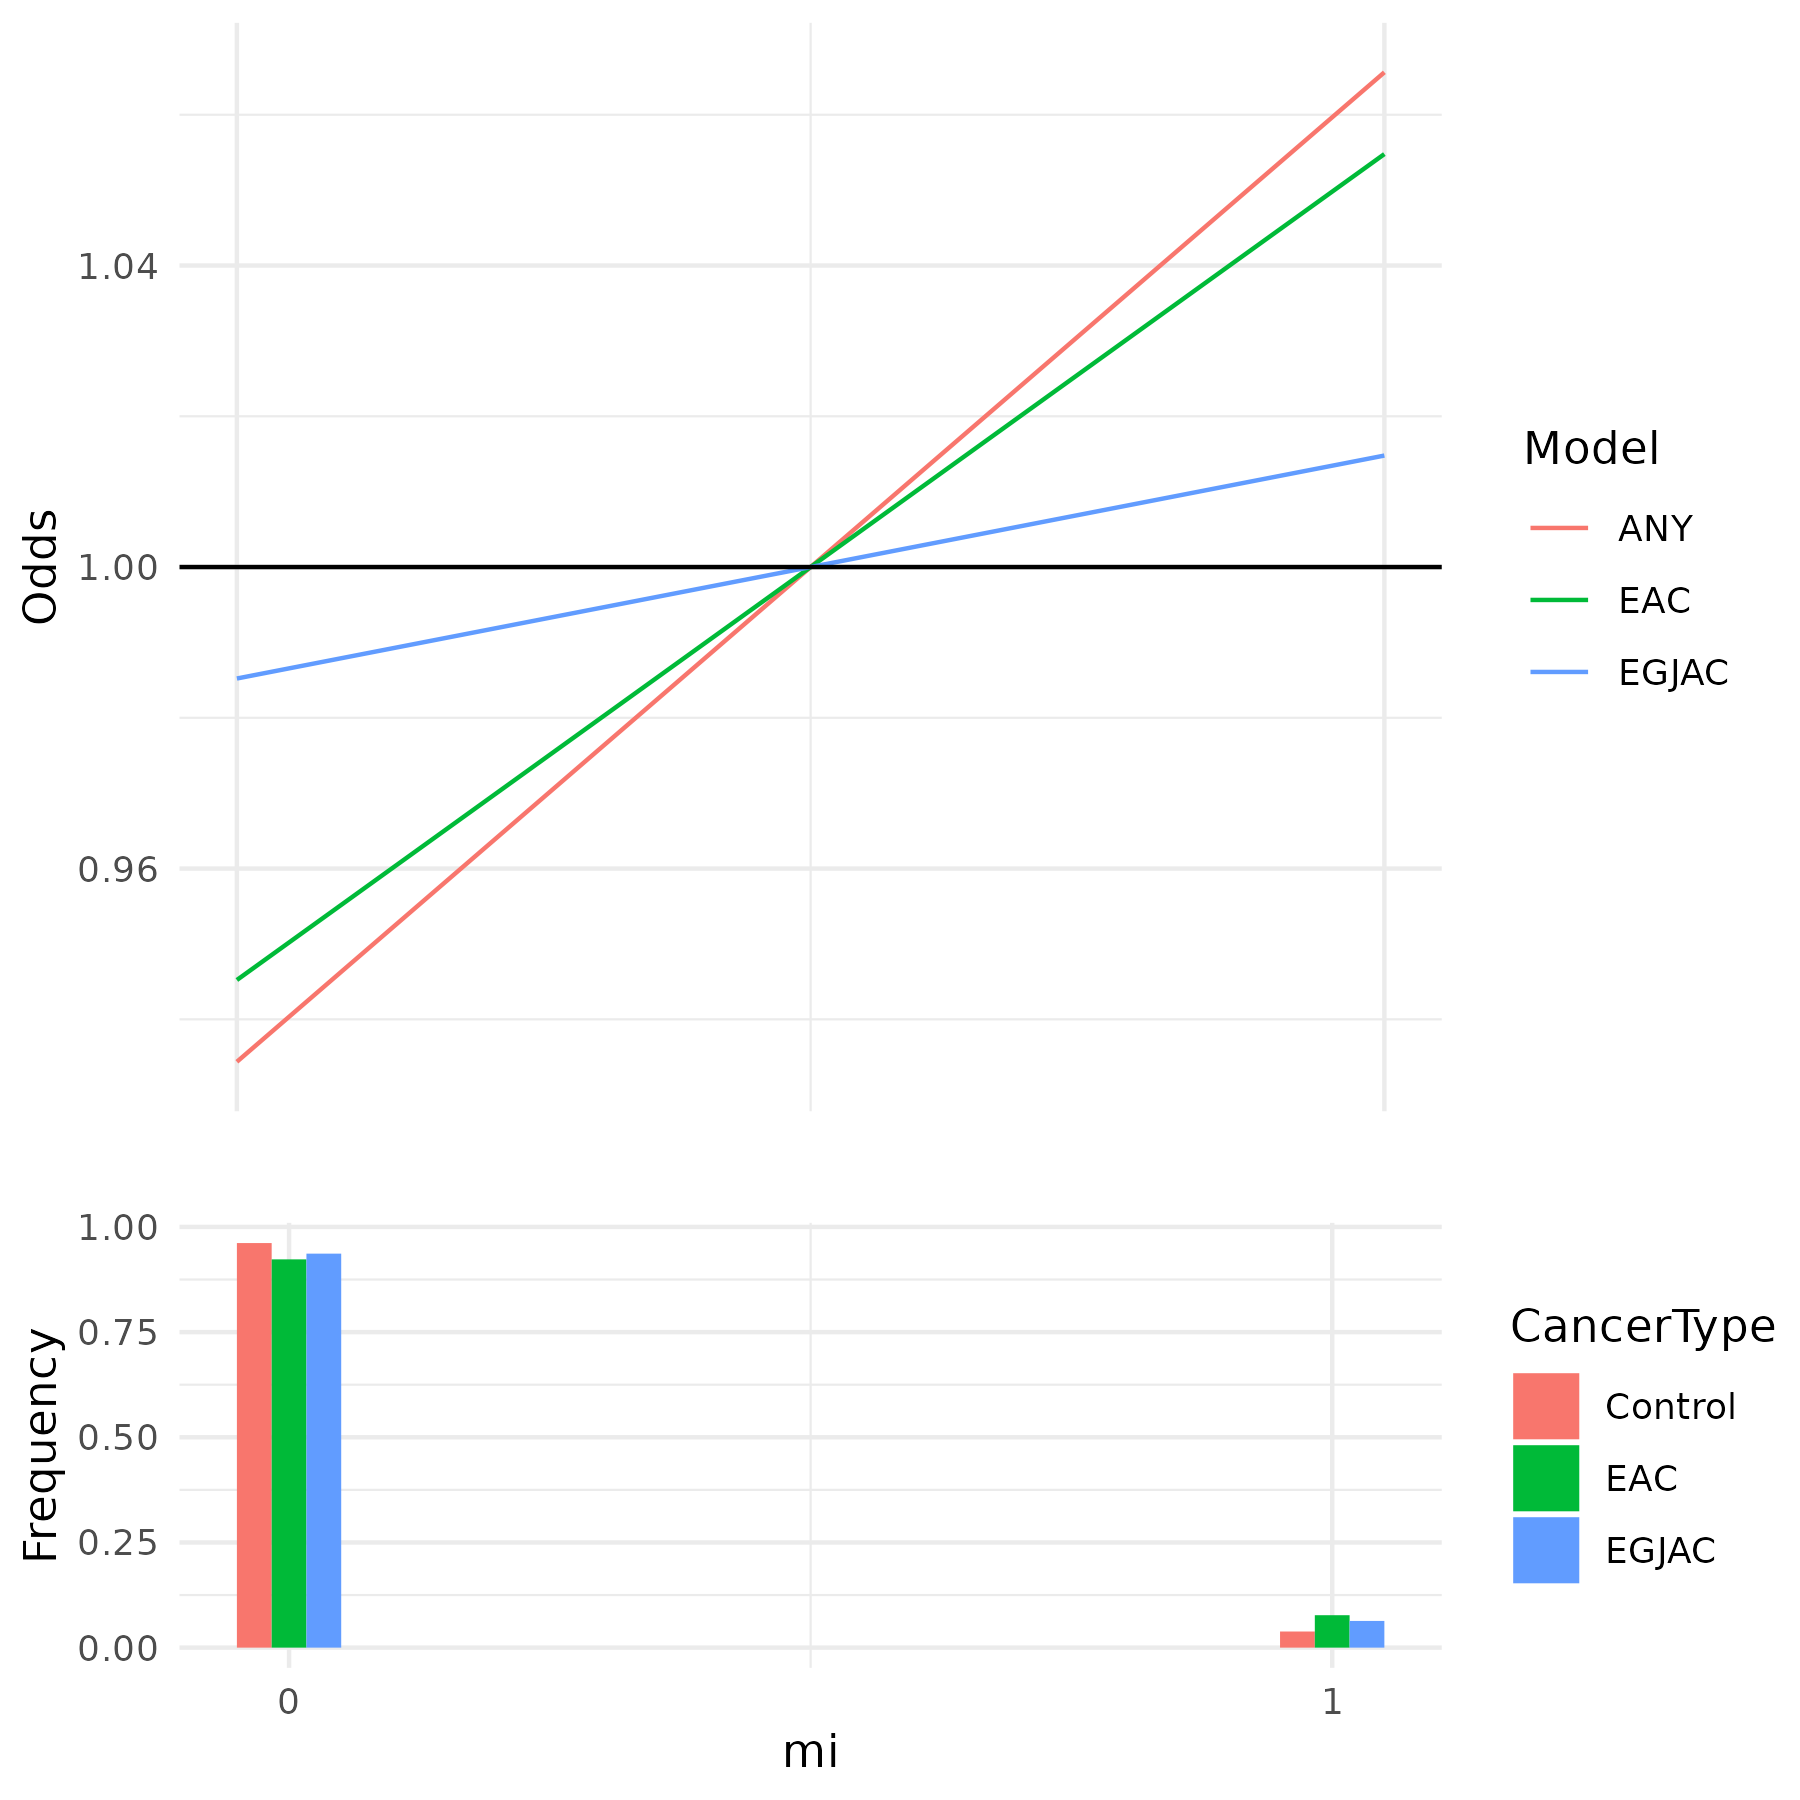 Odds
1.04
1.00
0.96
Model
ANY
EAC
EGJAC
Frequency
1.00
0.75
0.50
0.25
0.00
0
1
mi
CancerType
Control
EAC
EGJAC